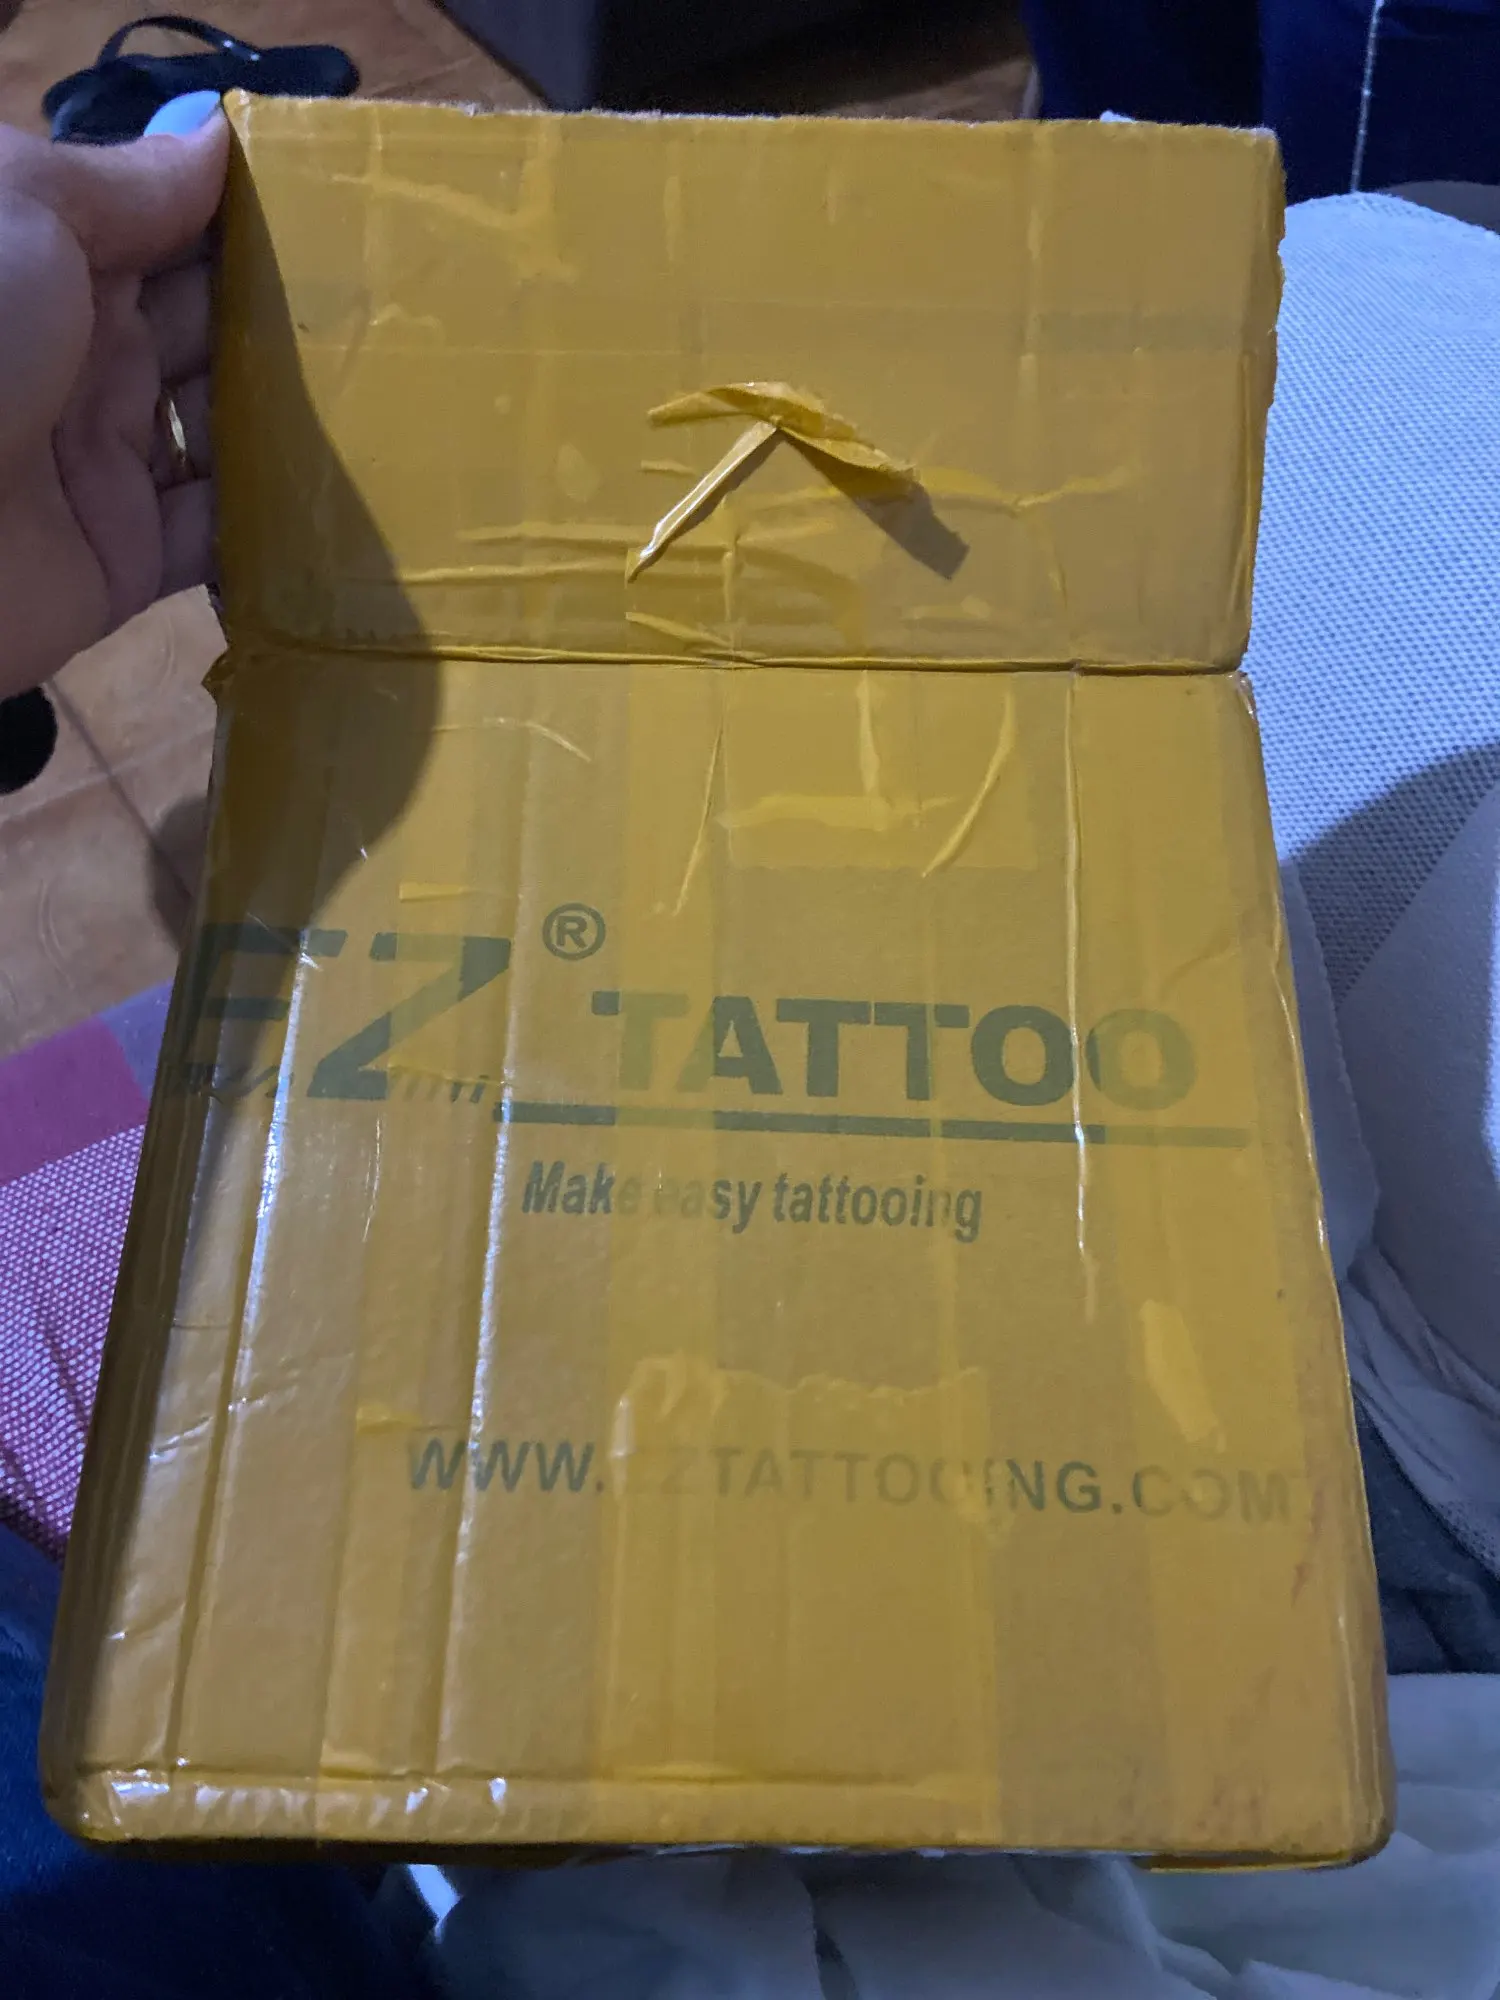 EZ® TATTOO
Make easy tattooing
WWW.EZTATTOOING.COM